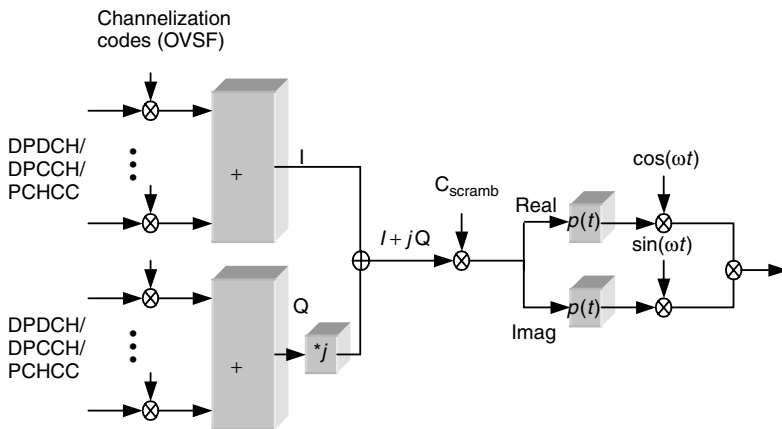 Channelization
codes (OVSF)
DPDCH/
DPCCH/
PCHCC
+
I
C_scramb
I + jQ
Real
p(t)
cos(ωt)
sin(ωt)
Imag
p(t)
DPDCH/
DPCCH/
PCHCC
+
Q
*j